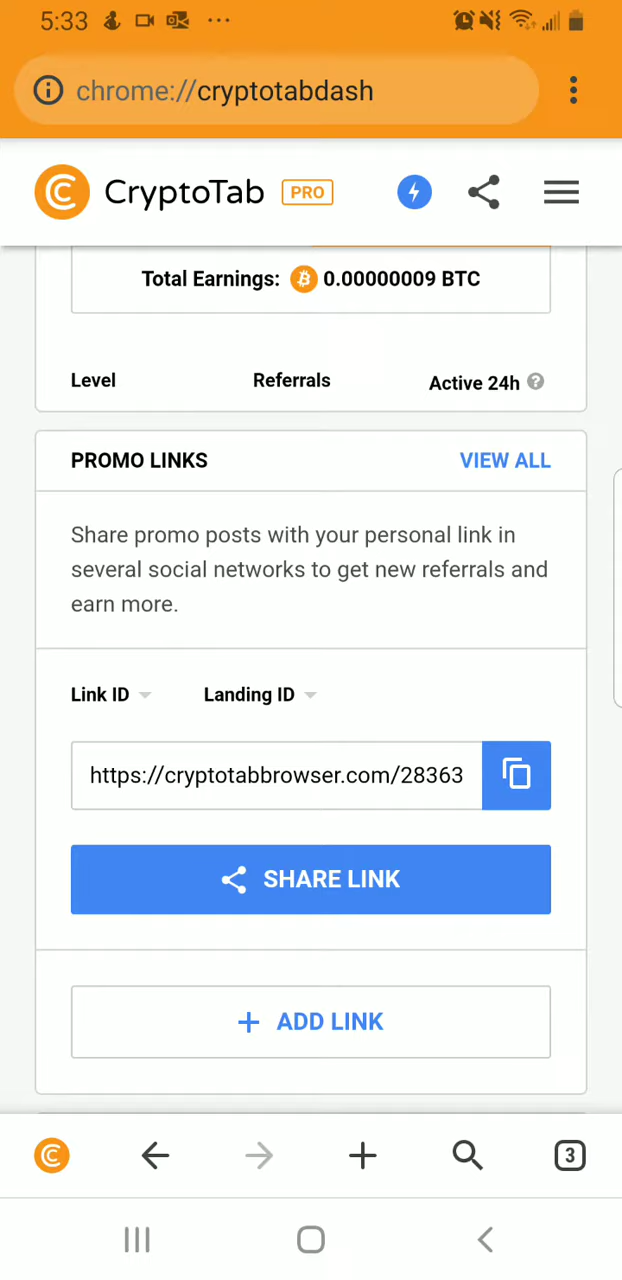 5:33
chrome://cryptotabdash
CryptoTab PRO
Total Earnings: 0.00000009 BTC
Level Referrals Active 24h ?
PROMO LINKS VIEW ALL
Share promo posts with your personal link in
several social networks to get new referrals and
earn more.
Link ID Landing ID
https://cryptotabbrowser.com/28363
SHARE LINK
+ ADD LINK
3